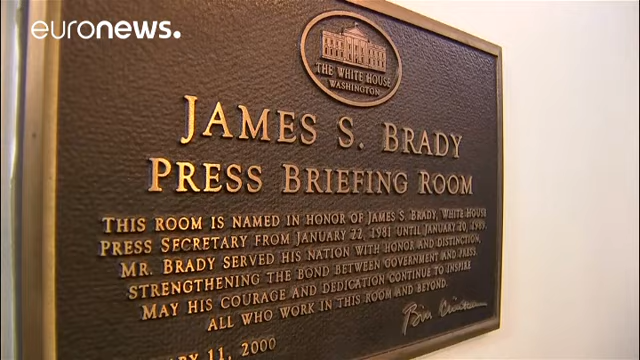 euronews.
THE WHITE HOUSE
WASHINGTON
JAMES S. BRADY
PRESS BRIEFING ROOM
THIS ROOM IS NAMED IN HONOR OF JAMES S. BRADY, WHITE HOUSE
PRESS SECRETARY FROM JANUARY 22, 1981 UNTIL JANUARY 20, 1989.
MR. BRADY SERVED HIS NATION WITH HONOR AND DISTINCTION,
STRENGTHENING THE BOND BETWEEN GOVERNMENT AND PRESS.
MAY HIS COURAGE AND DEDICATION CONTINUE TO INSPIRE
ALL WHO WORK IN THIS ROOM AND BEYOND.
Bill Clinton
ARY 11, 2000